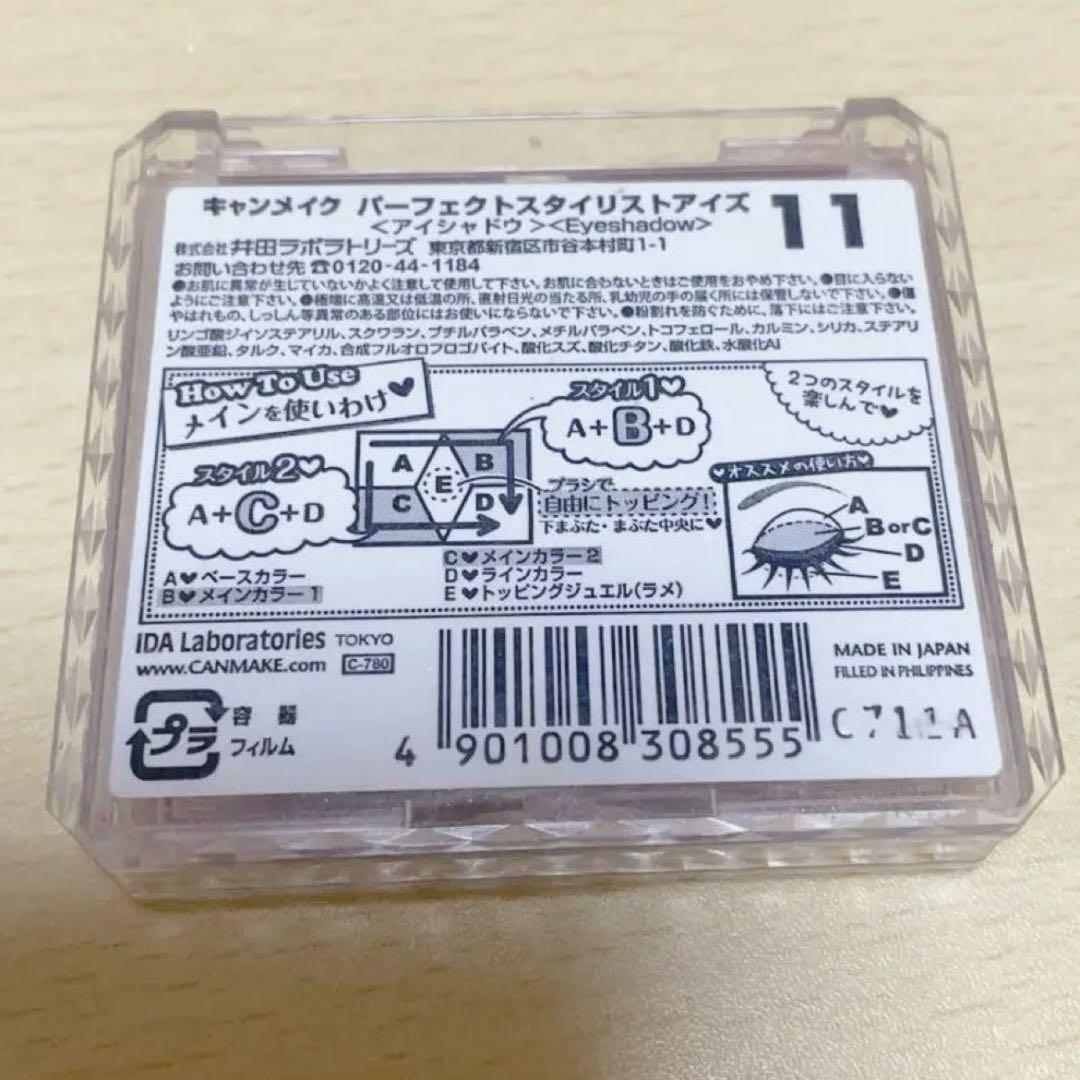 キャンメイク パーフェクトスタイリストアイズ 11
＜アイシャドウ＞＜Eyeshadow＞
株式会社 井田ラボラトリーズ 東京都新宿区市谷本村町1-1
お問い合わせ先 ☎0120-44-1184
●お肌に異常が生じていないかよく注意して使用して下さい。お肌に合わないときはご使用をおやめ下さい。●目に入らない
ようにご注意下さい。●極端に高温又は低温の所、直射日光の当たる所、乳幼児の手の届く所には保管しないで下さい。●傷
やはれもの、しっしん等異常のある部位にはお使いにならないで下さい。●粉割れを防ぐために、落下にはご注意下さい。
リンゴ酸ジイソステアリル、スクワラン、ブチルパラベン、メチルパラベン、トコフェロール、カルミン、シリカ、ステアリ
ン酸亜鉛、タルク、マイカ、合成フルオロフロゴパイト、酸化スズ、酸化チタン、酸化鉄、水酸化Al
How To Use
メインを使いわけ♥
スタイル1♥
A+B+D
2つのスタイルを
楽しんで♥
スタイル2♥
A+C+D
A B
E
C D
ブラシで
自由にトッピング!
下まぶた・まぶた中央に♥
♥オススメの使い方♥
A
B or C
D
E
A♥ベースカラー
B♥メインカラー1
C♥メインカラー2
D♥ラインカラー
E♥トッピングジュエル(ラメ)
IDA Laboratories TOKYO
www.CANMAKE.com C-780
MADE IN JAPAN
FILLED IN PHILIPPINES
プラ
容器
フィルム
4 901008 308555
C711A